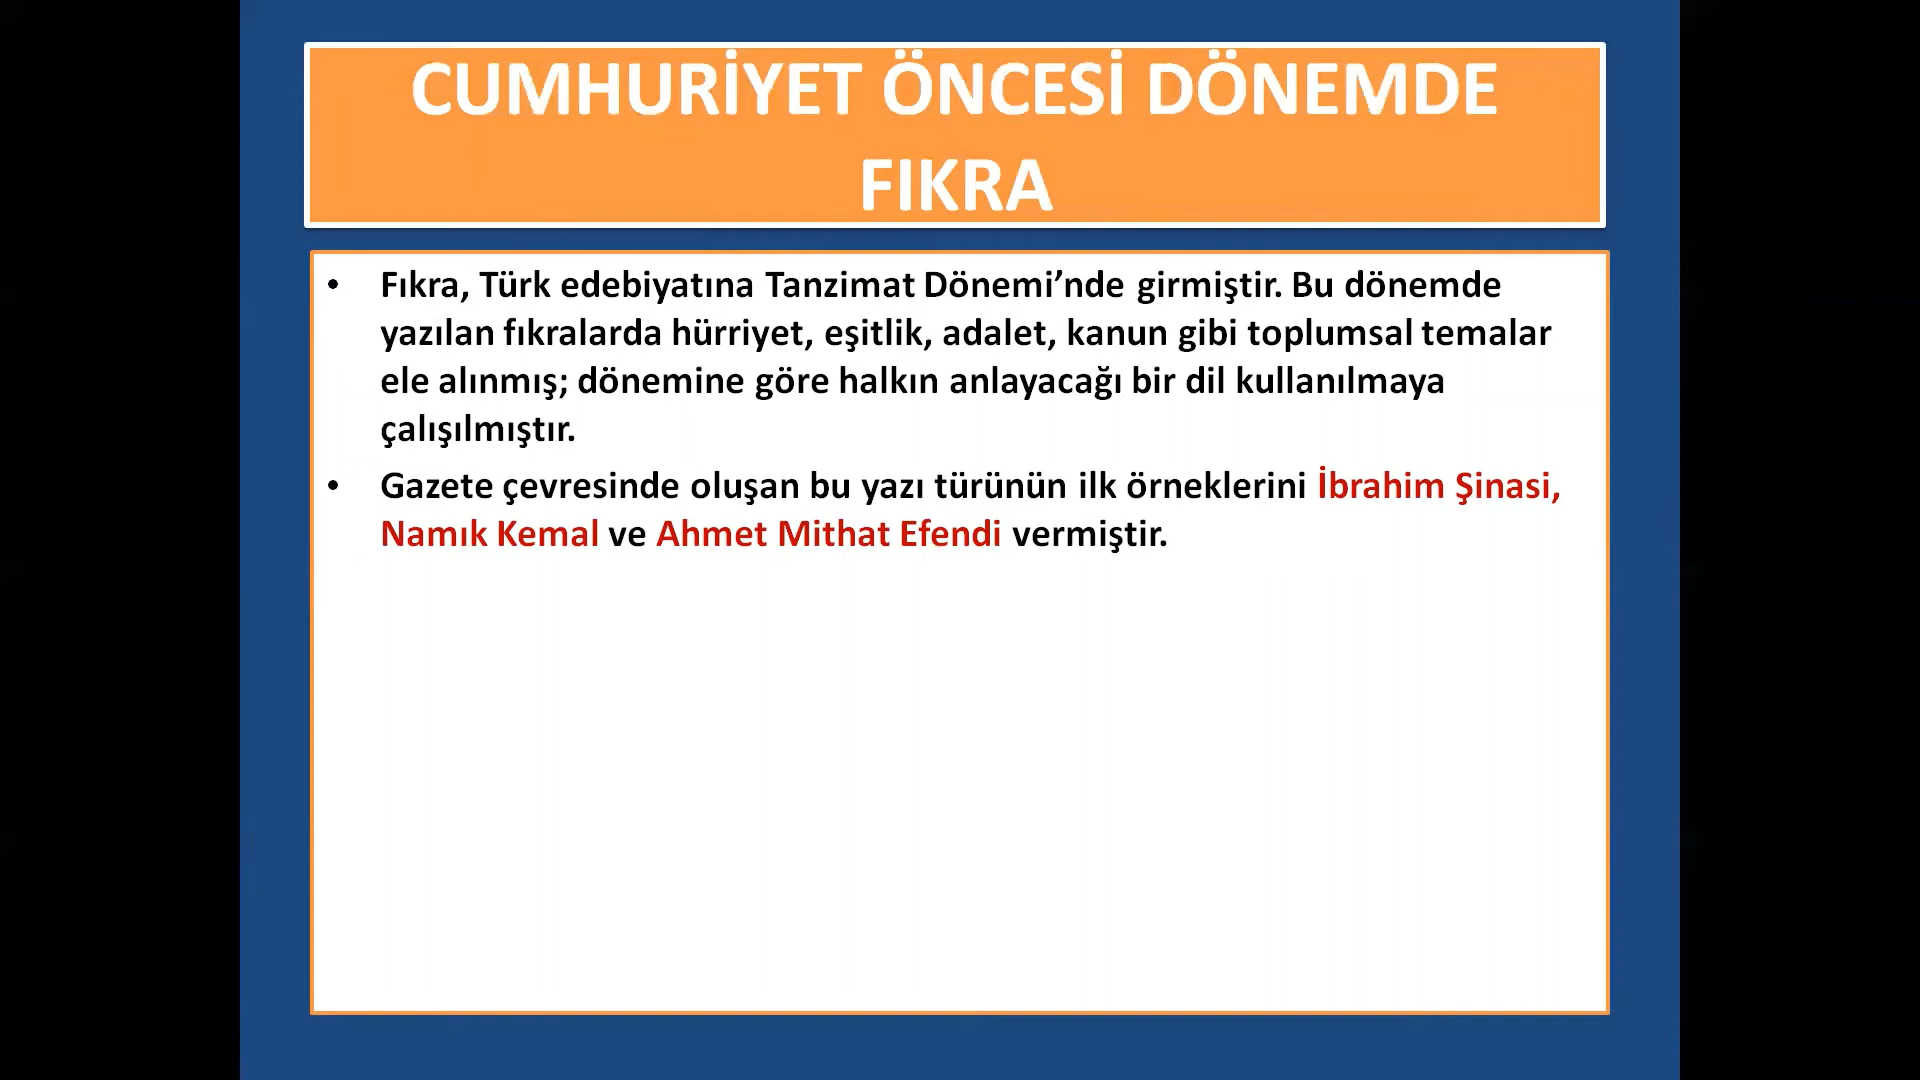 CUMHURİYET ÖNCESİ DÖNEMDE
FIKRA
• Fıkra, Türk edebiyatına Tanzimat Dönemi’nde girmiştir. Bu dönemde
yazılan fıkralarda hürriyet, eşitlik, adalet, kanun gibi toplumsal temalar
ele alınmış; dönemine göre halkın anlayacağı bir dil kullanılmaya
çalışılmıştır.
• Gazete çevresinde oluşan bu yazı türünün ilk örneklerini İbrahim Şinasi,
Namık Kemal ve Ahmet Mithat Efendi vermiştir.